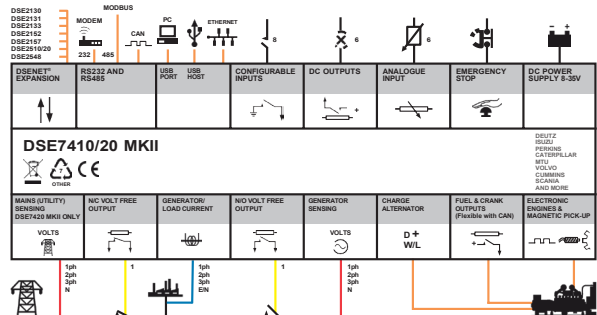 DSE2130
DSE2131
DSE2133
DSE2152
DSE2157
DSE2510/20
DSE2548
MODBUS
MODEM
232
485
CAN
PC
ETHERNET
8
6
6
- +
DSENET®
EXPANSION
RS232 AND
RS485
USB
PORT
USB
HOST
CONFIGURABLE
INPUTS
DC OUTPUTS
ANALOGUE
INPUT
EMERGENCY
STOP
DC POWER
SUPPLY 8-35V
+
DSE7410/20 MKII
7
OTHER
CE
DEUTZ
ISUZU
PERKINS
CATERPILLAR
MTU
VOLVO
CUMMINS
SCANIA
AND MORE
MAINS (UTILITY)
SENSING
DSE7420 MKII ONLY
N/C VOLT FREE
OUTPUT
GENERATOR/
LOAD CURRENT
N/O VOLT FREE
OUTPUT
GENERATOR
SENSING
CHARGE
ALTERNATOR
FUEL & CRANK
OUTPUTS
(Flexible with CAN)
ELECTRONIC
ENGINES &
MAGNETIC PICK-UP
VOLTS
VOLTS
D+
W/L
+
1ph
2ph
3ph
N
1
1ph
2ph
3ph
E/N
1
1ph
2ph
3ph
N